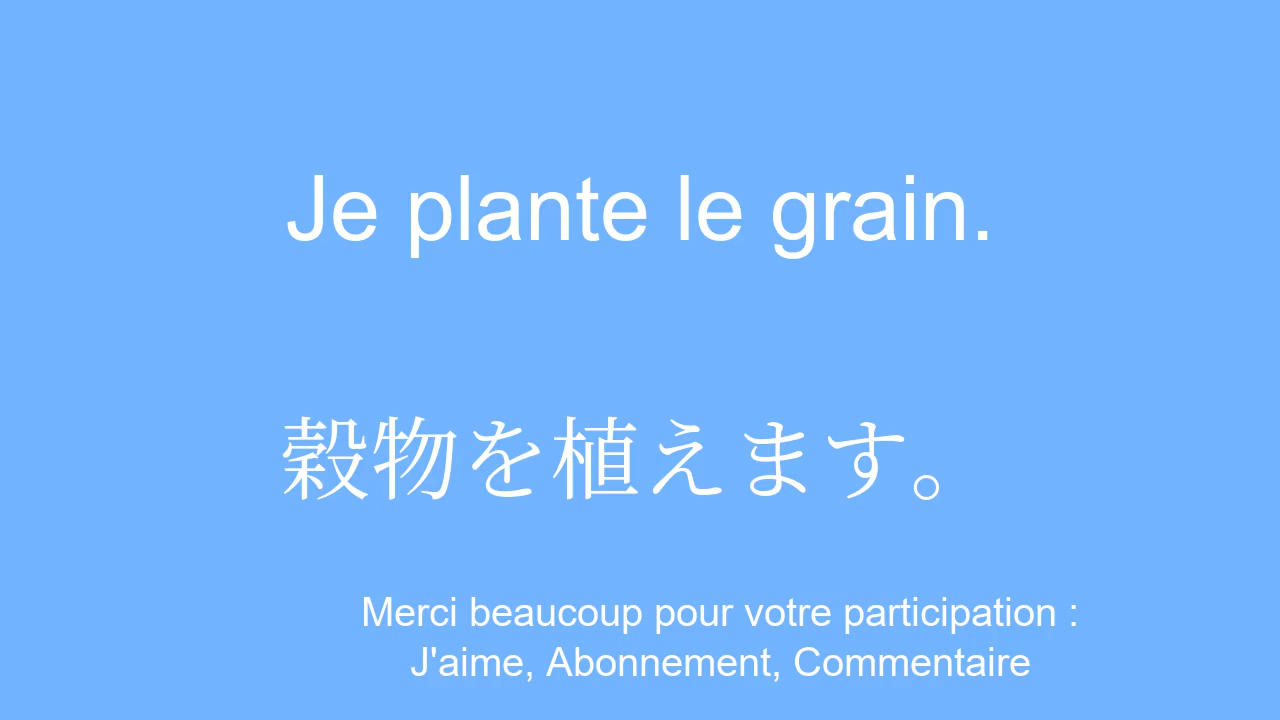 Je plante le grain.
穀物を植えます。
Merci beaucoup pour votre participation :
J'aime, Abonnement, Commentaire